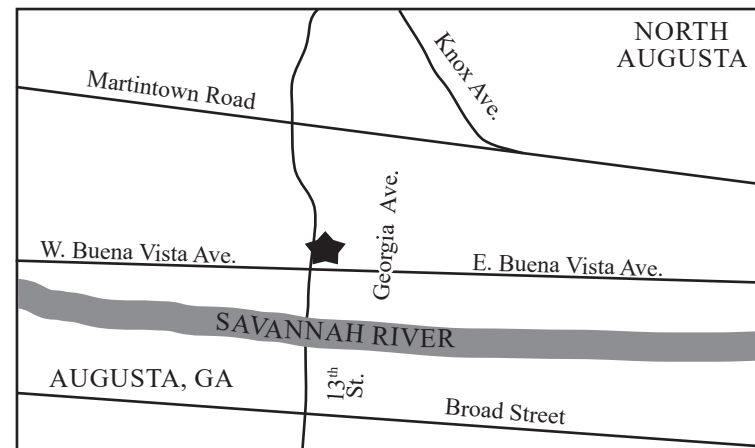 NORTH
AUGUSTA
Knox Ave.
Martintown Road
Georgia Ave.
W. Buena Vista Ave.
E. Buena Vista Ave.
SAVANNAH RIVER
AUGUSTA, GA
13th
St.
Broad Street